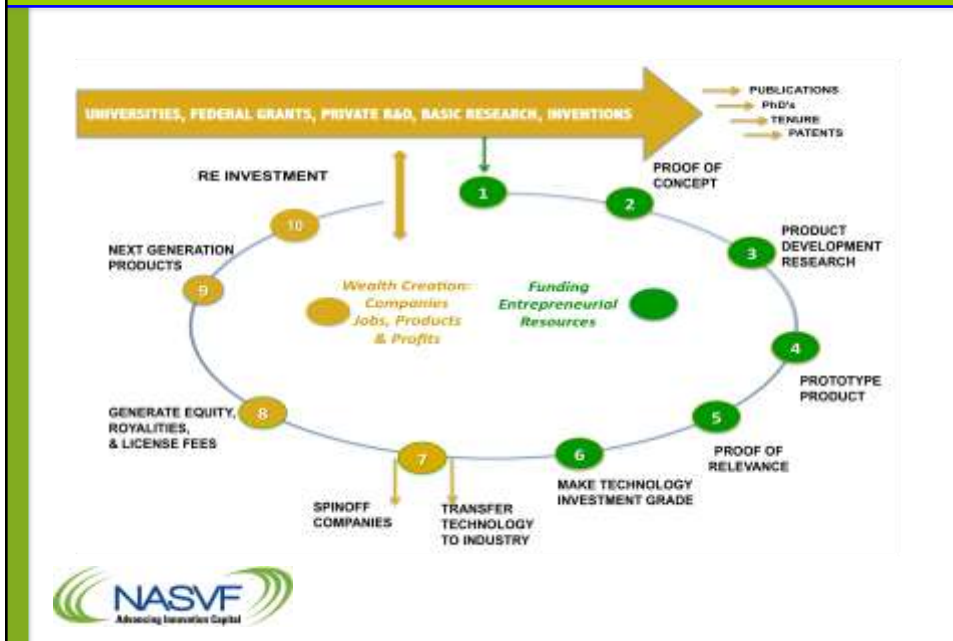 UNIVERSITIES, FEDERAL GRANTS, PRIVATE R&D, BASIC RESEARCH, INVENTIONS
PUBLICATIONS
PhD's
TENURE
PATENTS
RE INVESTMENT
1
PROOF OF
CONCEPT
2
10
3
PRODUCT
DEVELOPMENT
RESEARCH
NEXT GENERATION
PRODUCTS
9
Wealth Creation:
Companies
Jobs, Products
& Profits
Funding
Entrepreneurial
Resources
4
PROTOTYPE
PRODUCT
GENERATE EQUITY,
ROYALITIES,
& LICENSE FEES
8
5
PROOF OF
RELEVANCE
7
6
MAKE TECHNOLOGY
INVESTMENT GRADE
SPINOFF
COMPANIES
TRANSFER
TECHNOLOGY
TO INDUSTRY
NASVF
Advancing Innovation Capital